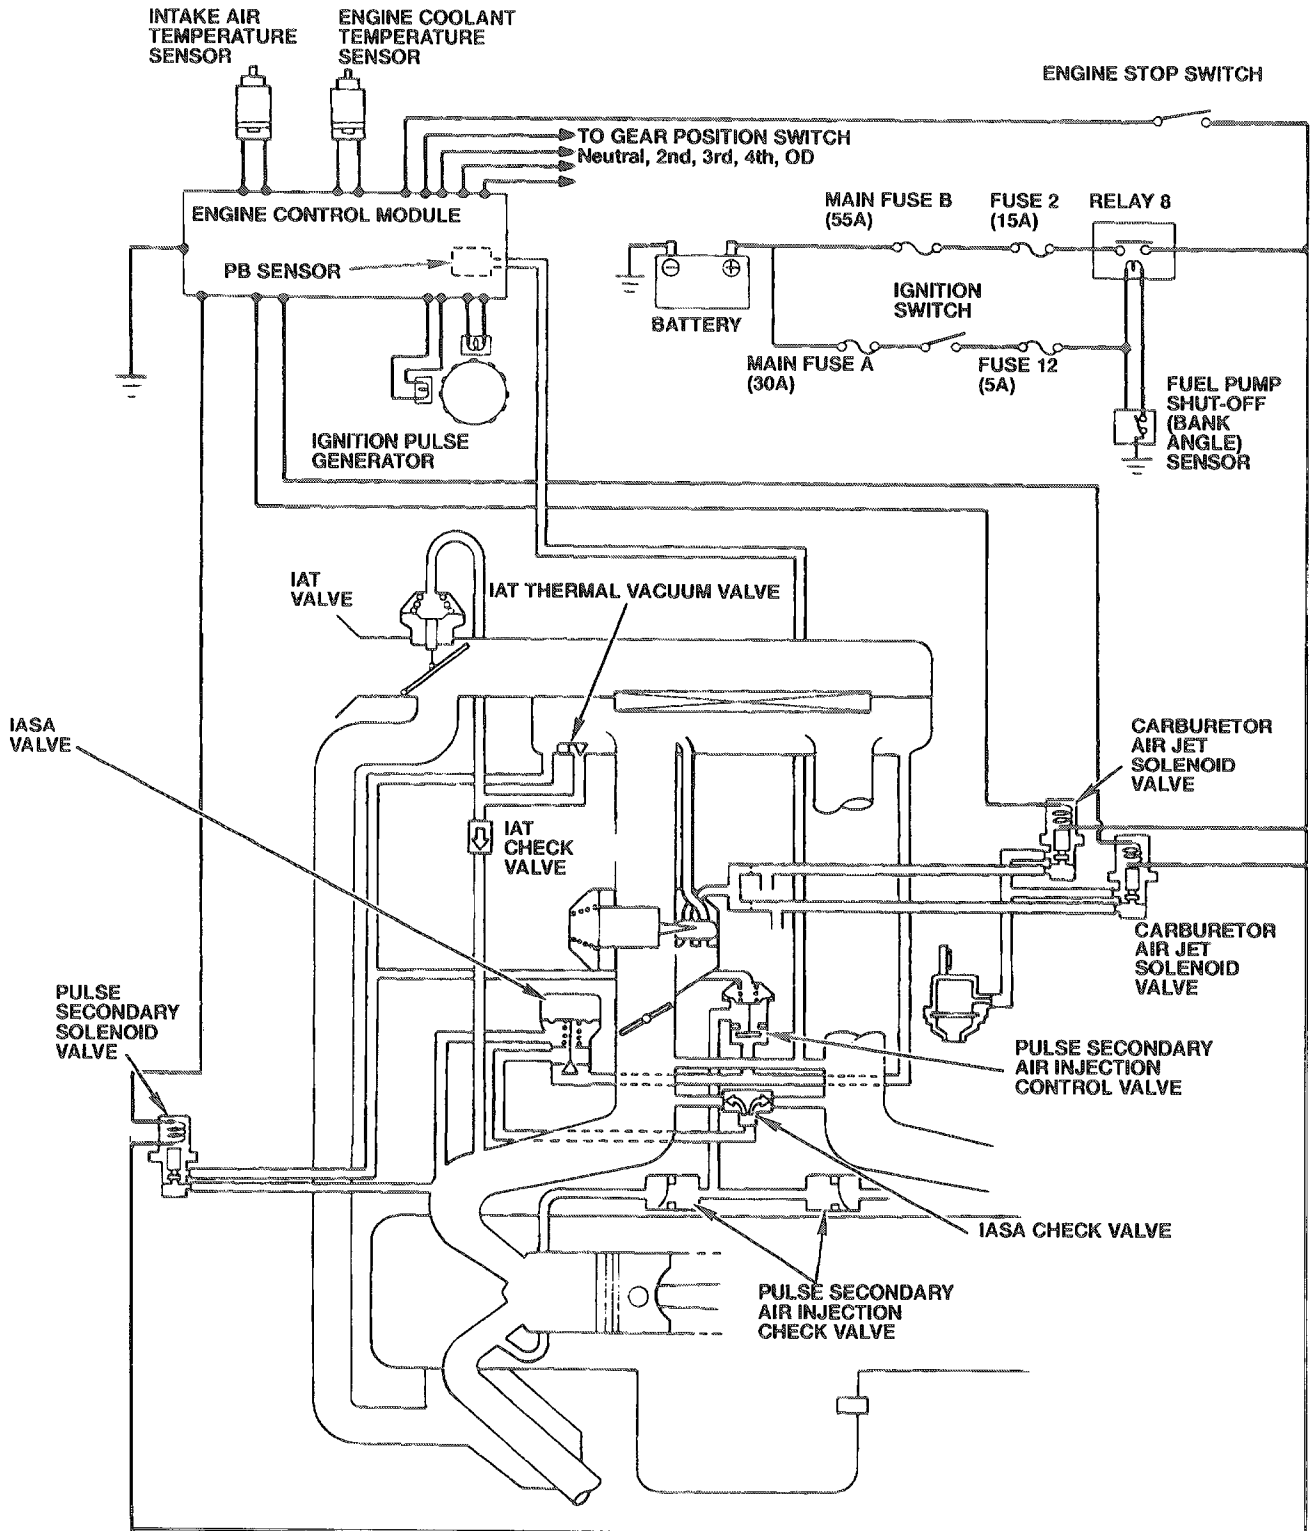 INTAKE AIR
TEMPERATURE
SENSOR
ENGINE COOLANT
TEMPERATURE
SENSOR
ENGINE STOP SWITCH
TO GEAR POSITION SWITCH
Neutral, 2nd, 3rd, 4th, OD
ENGINE CONTROL MODULE
PB SENSOR
MAIN FUSE B
(55A)
FUSE 2
(15A)
RELAY 8
BATTERY
IGNITION
SWITCH
MAIN FUSE A
(30A)
FUSE 12
(5A)
FUEL PUMP
SHUT-OFF
(BANK
ANGLE)
SENSOR
IGNITION PULSE
GENERATOR
IAT
VALVE
IAT THERMAL VACUUM VALVE
IASA
VALVE
CARBURETOR
AIR JET
SOLENOID
VALVE
IAT
CHECK
VALVE
CARBURETOR
AIR JET
SOLENOID
VALVE
PULSE
SECONDARY
SOLENOID
VALVE
PULSE SECONDARY
AIR INJECTION
CONTROL VALVE
IASA CHECK VALVE
PULSE SECONDARY
AIR INJECTION
CHECK VALVE